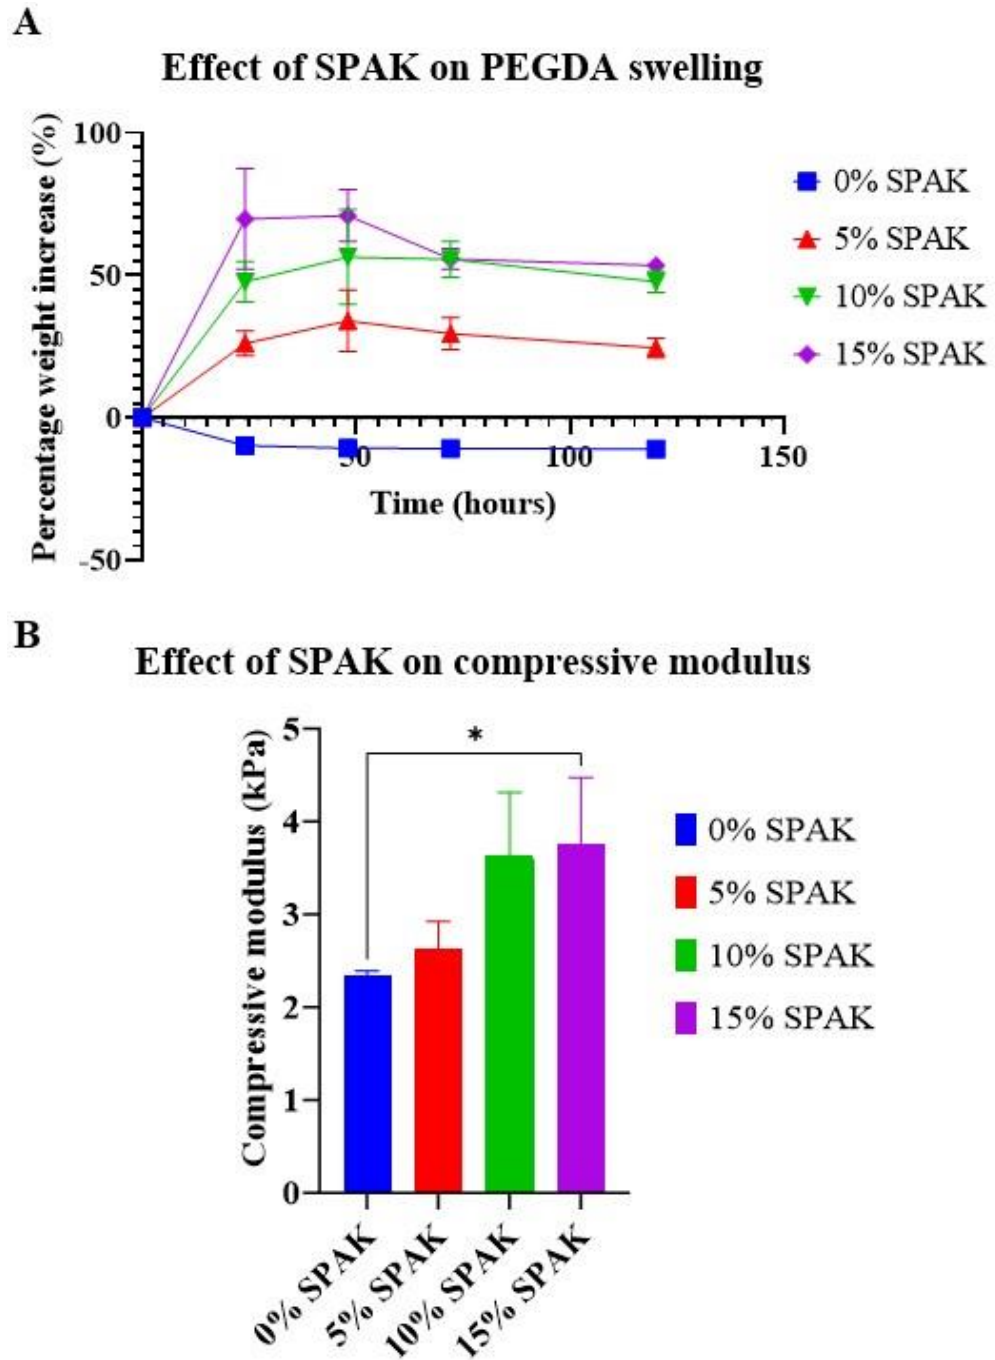 A
Effect of SPAK on PEGDA swelling
Percentage weight increase (%)
100
50
0
-50
50
100
150
Time (hours)
0% SPAK
5% SPAK
10% SPAK
15% SPAK
B
Effect of SPAK on compressive modulus
Compressive modulus (kPa)
5
4
3
2
1
0
*
0% SPAK
5% SPAK
10% SPAK
15% SPAK
0% SPAK
5% SPAK
10% SPAK
15% SPAK